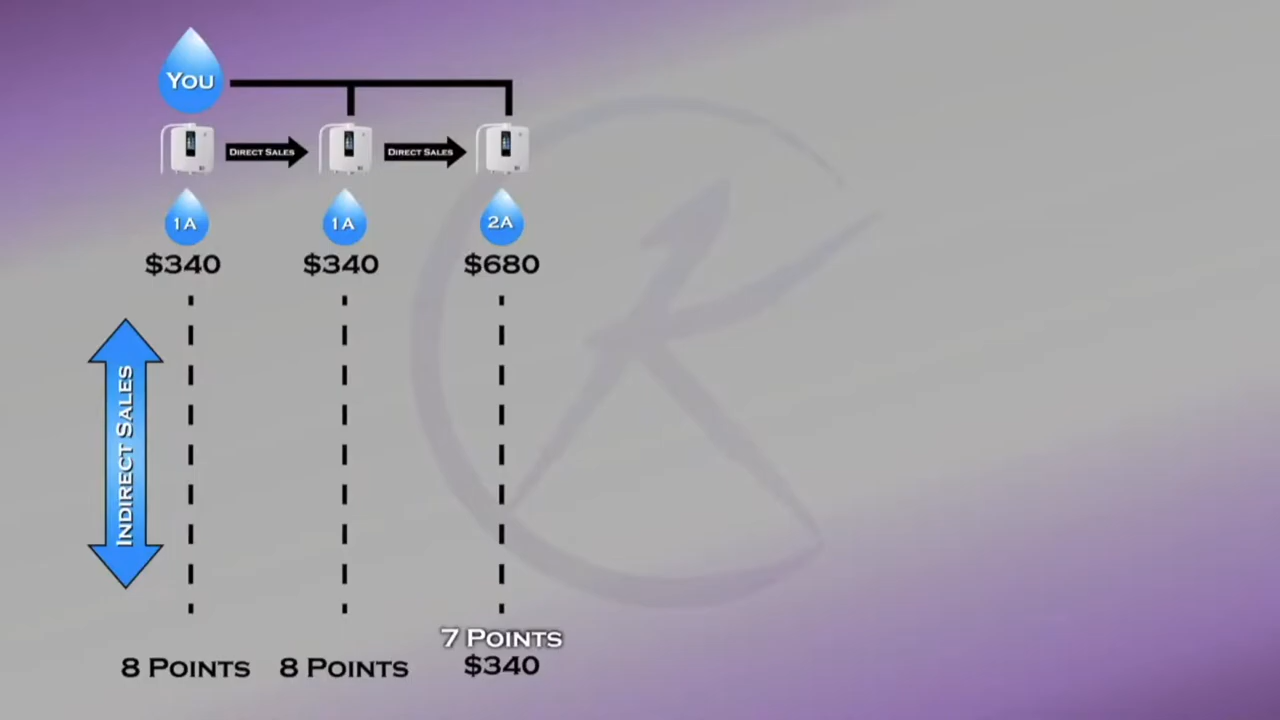 YOU
DIRECT SALES
DIRECT SALES
1A
1A
2A
$340
$340
$680
INDIRECT SALES
7 POINTS
8 POINTS
8 POINTS
$340